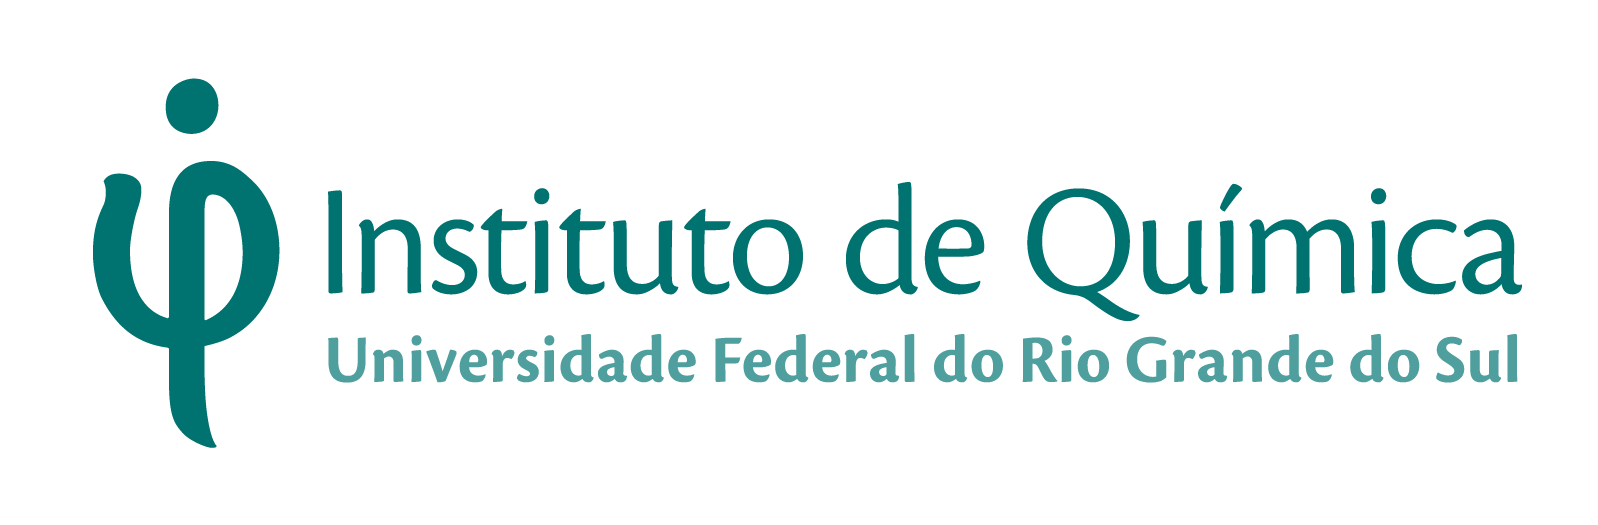 Instituto de Química
Universidade Federal do Rio Grande do Sul